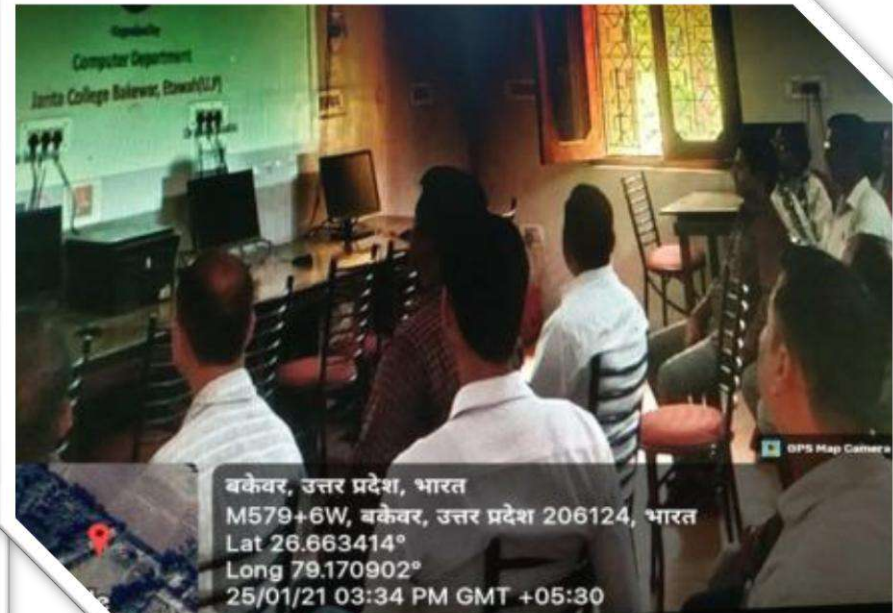 Computer Department
Janta College Bakewar, Etawah(U.P)
GPS Map Camera
बकेवर, उत्तर प्रदेश, भारत
M579+6W, बकेवर, उत्तर प्रदेश 206124, भारत
Lat 26.663414°
Long 79.170902°
25/01/21 03:34 PM GMT +05:30